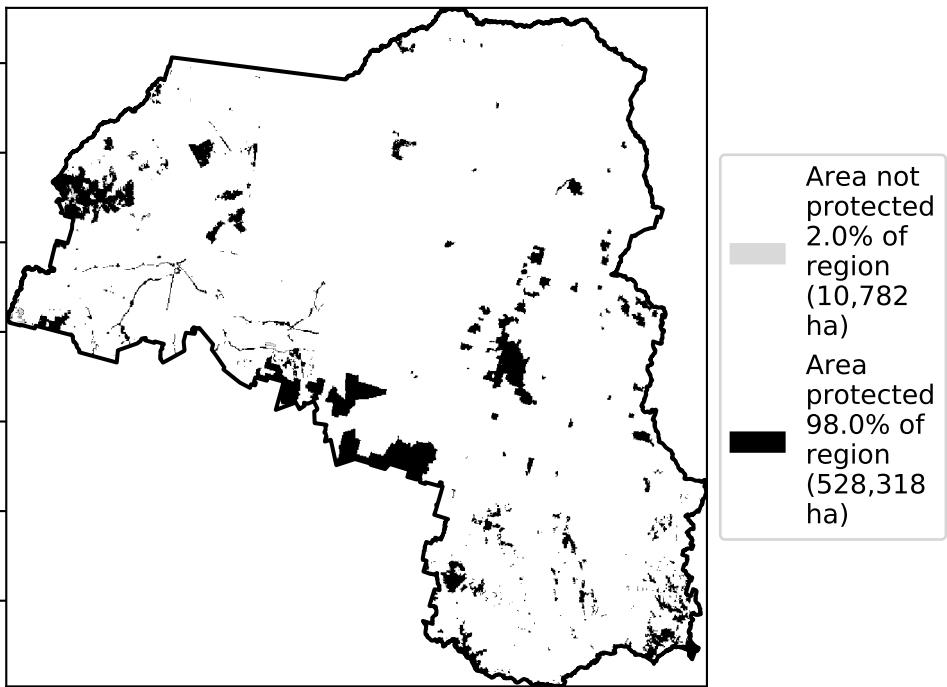 Area not
protected
2.0% of
region
(10,782
ha)
Area
protected
98.0% of
region
(528,318
ha)